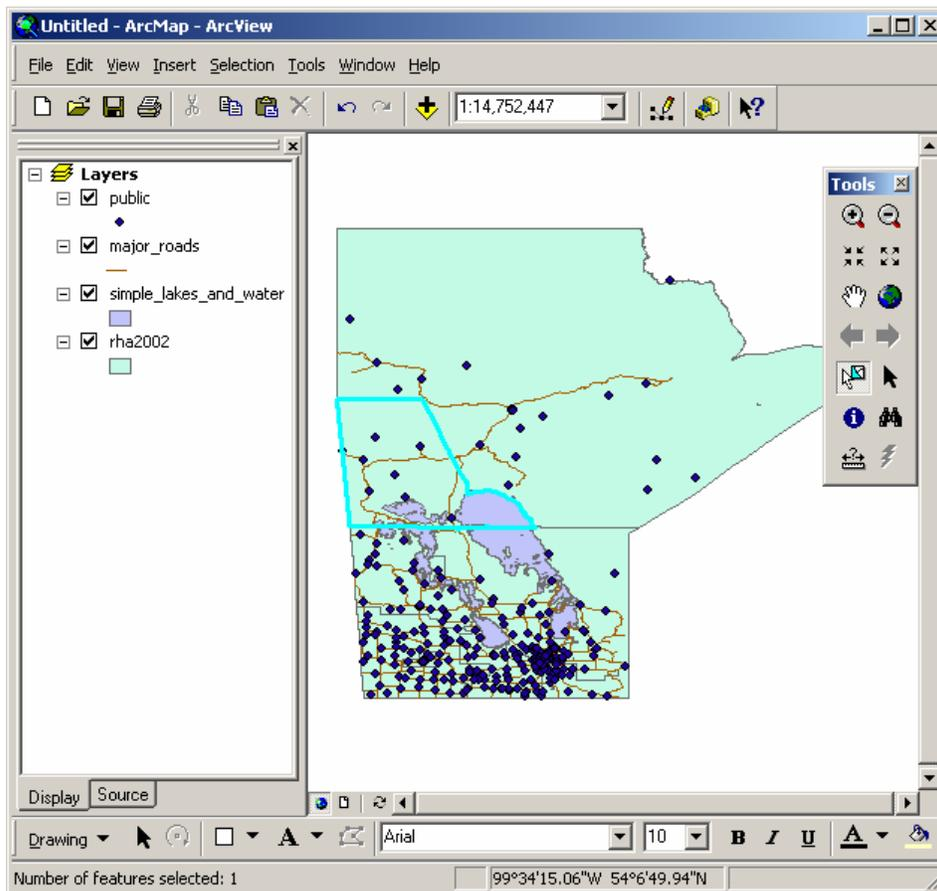 Untitled - ArcMap - ArcView
File Edit View Insert Selection Tools Window Help
1:14,752,447
Layers
public
major_roads
simple_lakes_and_water
rha2002
Tools
Display Source
Drawing A Arial 10 B I U A
Number of features selected: 1 99°34'15.06"W 54°6'49.94"N